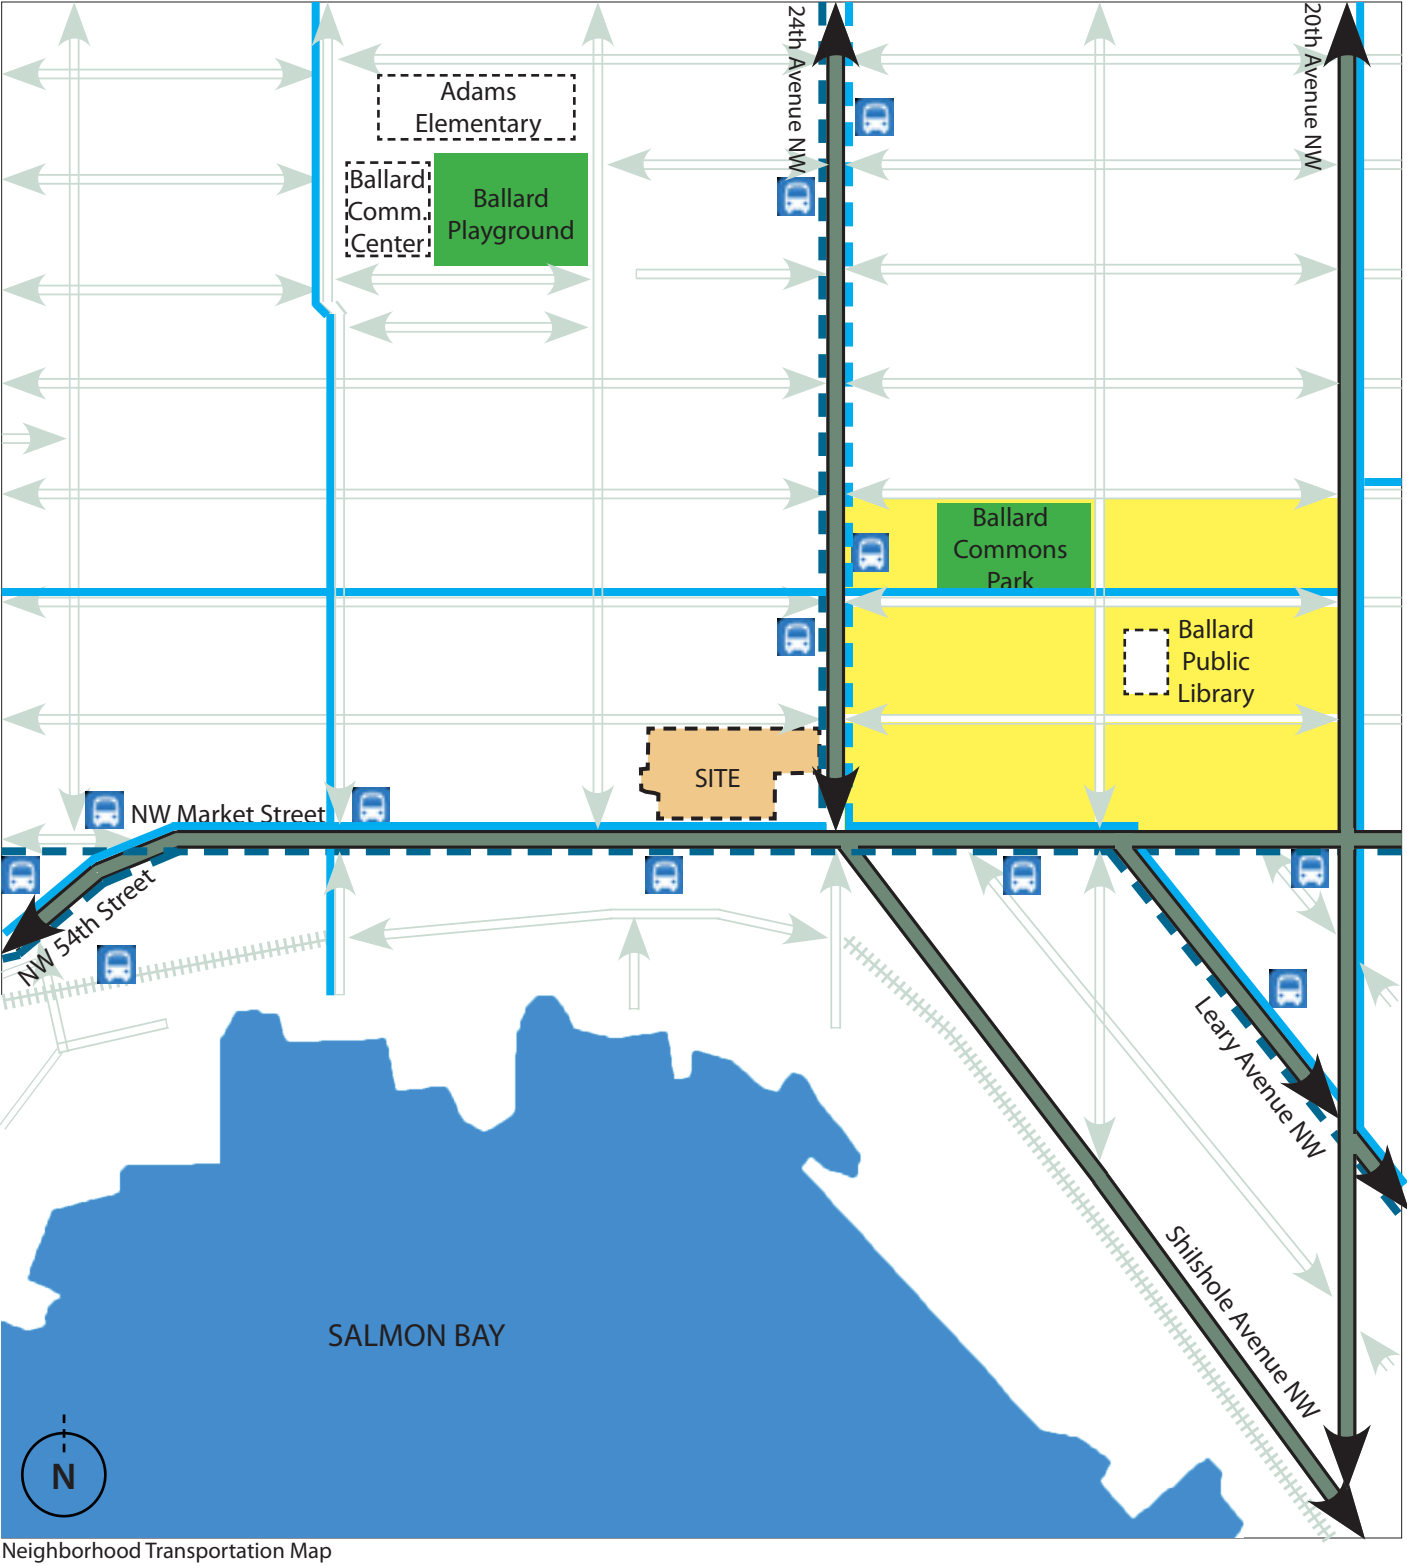 24th Avenue NW
20th Avenue NW
Adams
Elementary
Ballard
Comm.
Center
Ballard
Playground
Ballard
Commons
Park
Ballard
Public
Library
SITE
NW Market Street
NW 54th Street
Leary Avenue NW
Shilshole Avenue NW
SALMON BAY
N
Neighborhood Transportation Map